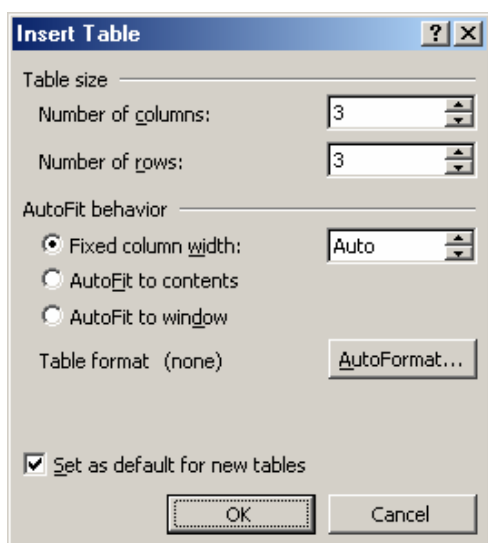 Insert Table ? ×
Table size
Number of columns: 3
Number of rows: 3
AutoFit behavior
Fixed column width: Auto
AutoFit to contents
AutoFit to window
Table format (none) AutoFormat...
Set as default for new tables
OK Cancel